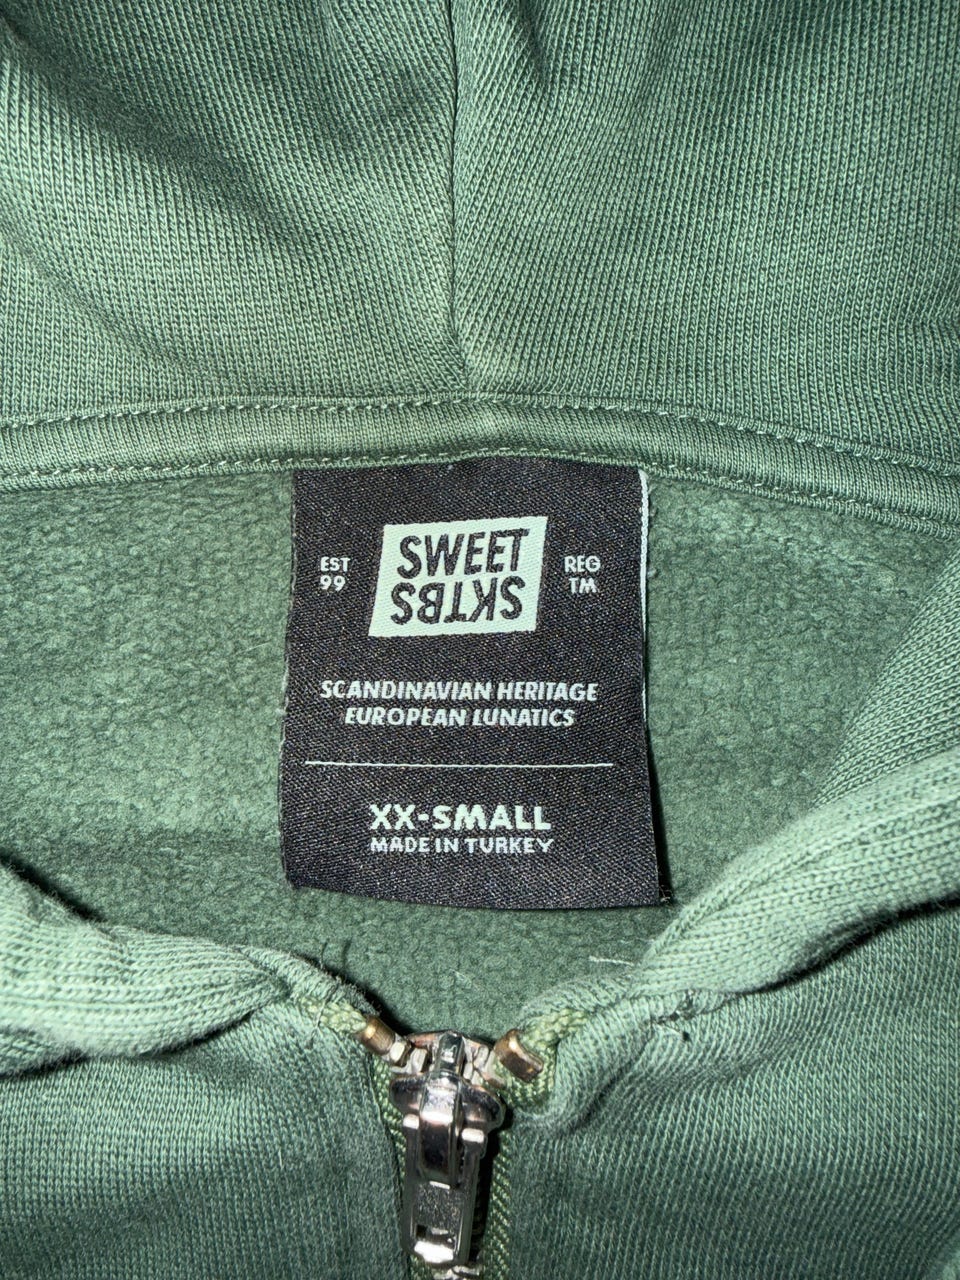 SWEET
SKTBS
EST
99
REG
TM
SCANDINAVIAN HERITAGE
EUROPEAN LUNATICS
XX-SMALL
MADE IN TURKEY